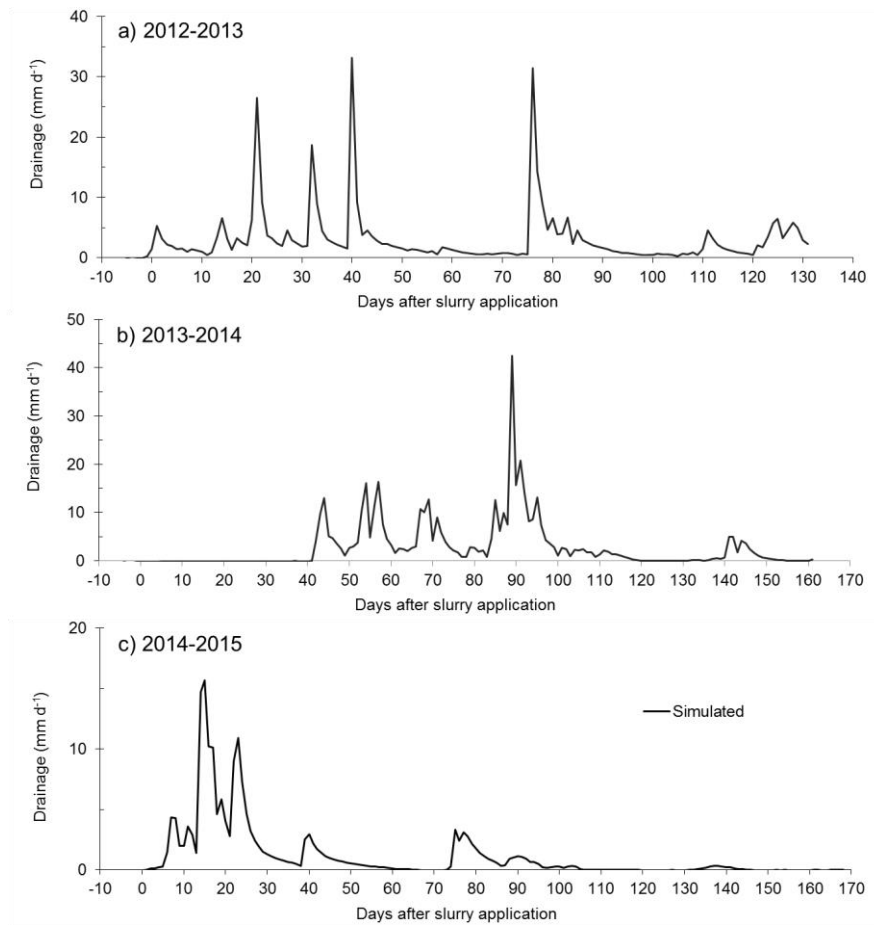 a) 2012-2013
Drainage (mm d⁻¹)
40
30
20
10
0
-10 0 10 20 30 40 50 60 70 80 90 100 110 120 130 140
Days after slurry application
b) 2013-2014
Drainage (mm d⁻¹)
50
40
30
20
10
0
-10 0 10 20 30 40 50 60 70 80 90 100 110 120 130 140 150 160 170
Days after slurry application
c) 2014-2015
Drainage (mm d⁻¹)
20
10
0
Simulated
-10 0 10 20 30 40 50 60 70 80 90 100 110 120 130 140 150 160 170
Days after slurry application